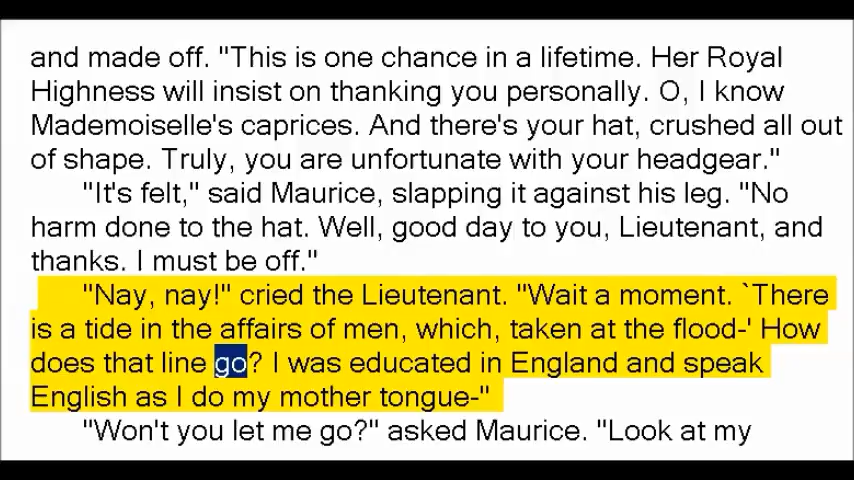 and made off. "This is one chance in a lifetime. Her Royal
Highness will insist on thanking you personally. O, I know
Mademoiselle's caprices. And there's your hat, crushed all out
of shape. Truly, you are unfortunate with your headgear."
"It's felt," said Maurice, slapping it against his leg. "No
harm done to the hat. Well, good day to you, Lieutenant, and
thanks. I must be off."
"Nay, nay!" cried the Lieutenant. "Wait a moment. `There
is a tide in the affairs of men, which, taken at the flood-' How
does that line go? I was educated in England and speak
English as I do my mother tongue-"
"Won't you let me go?" asked Maurice. "Look at my